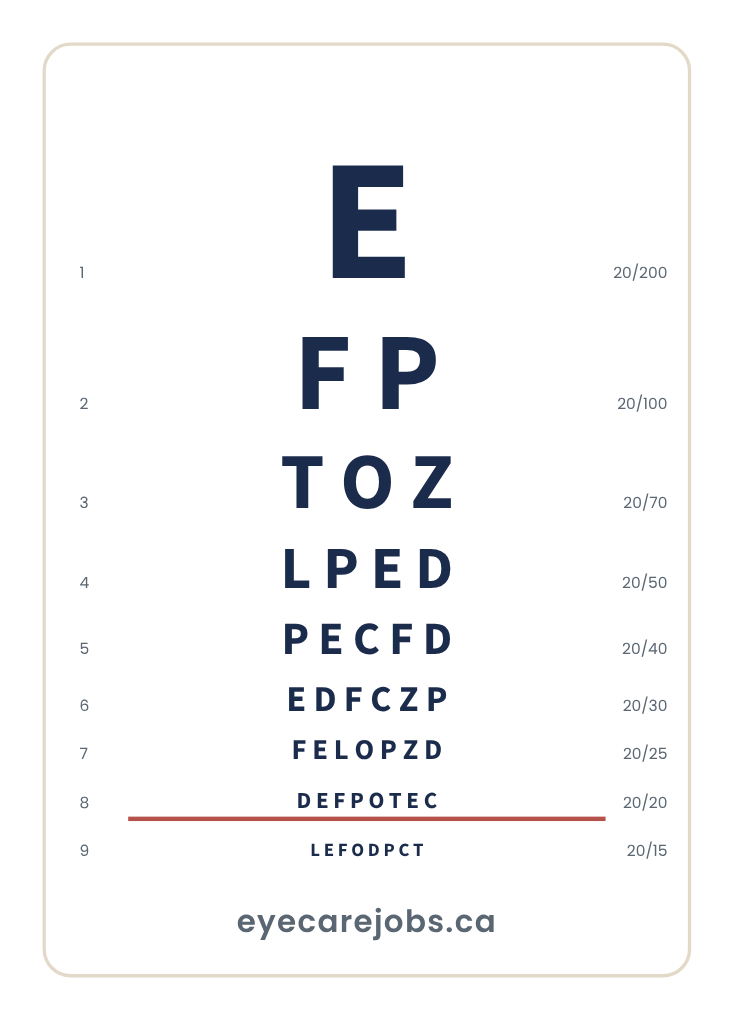 1 E 20/200
2 F P 20/100
3 T O Z 20/70
4 L P E D 20/50
5 P E C F D 20/40
6 E D F C Z P 20/30
7 F E L O P Z D 20/25
8 D E F P O T E C 20/20
9 L E F O D P C T 20/15
eyecarejobs.ca